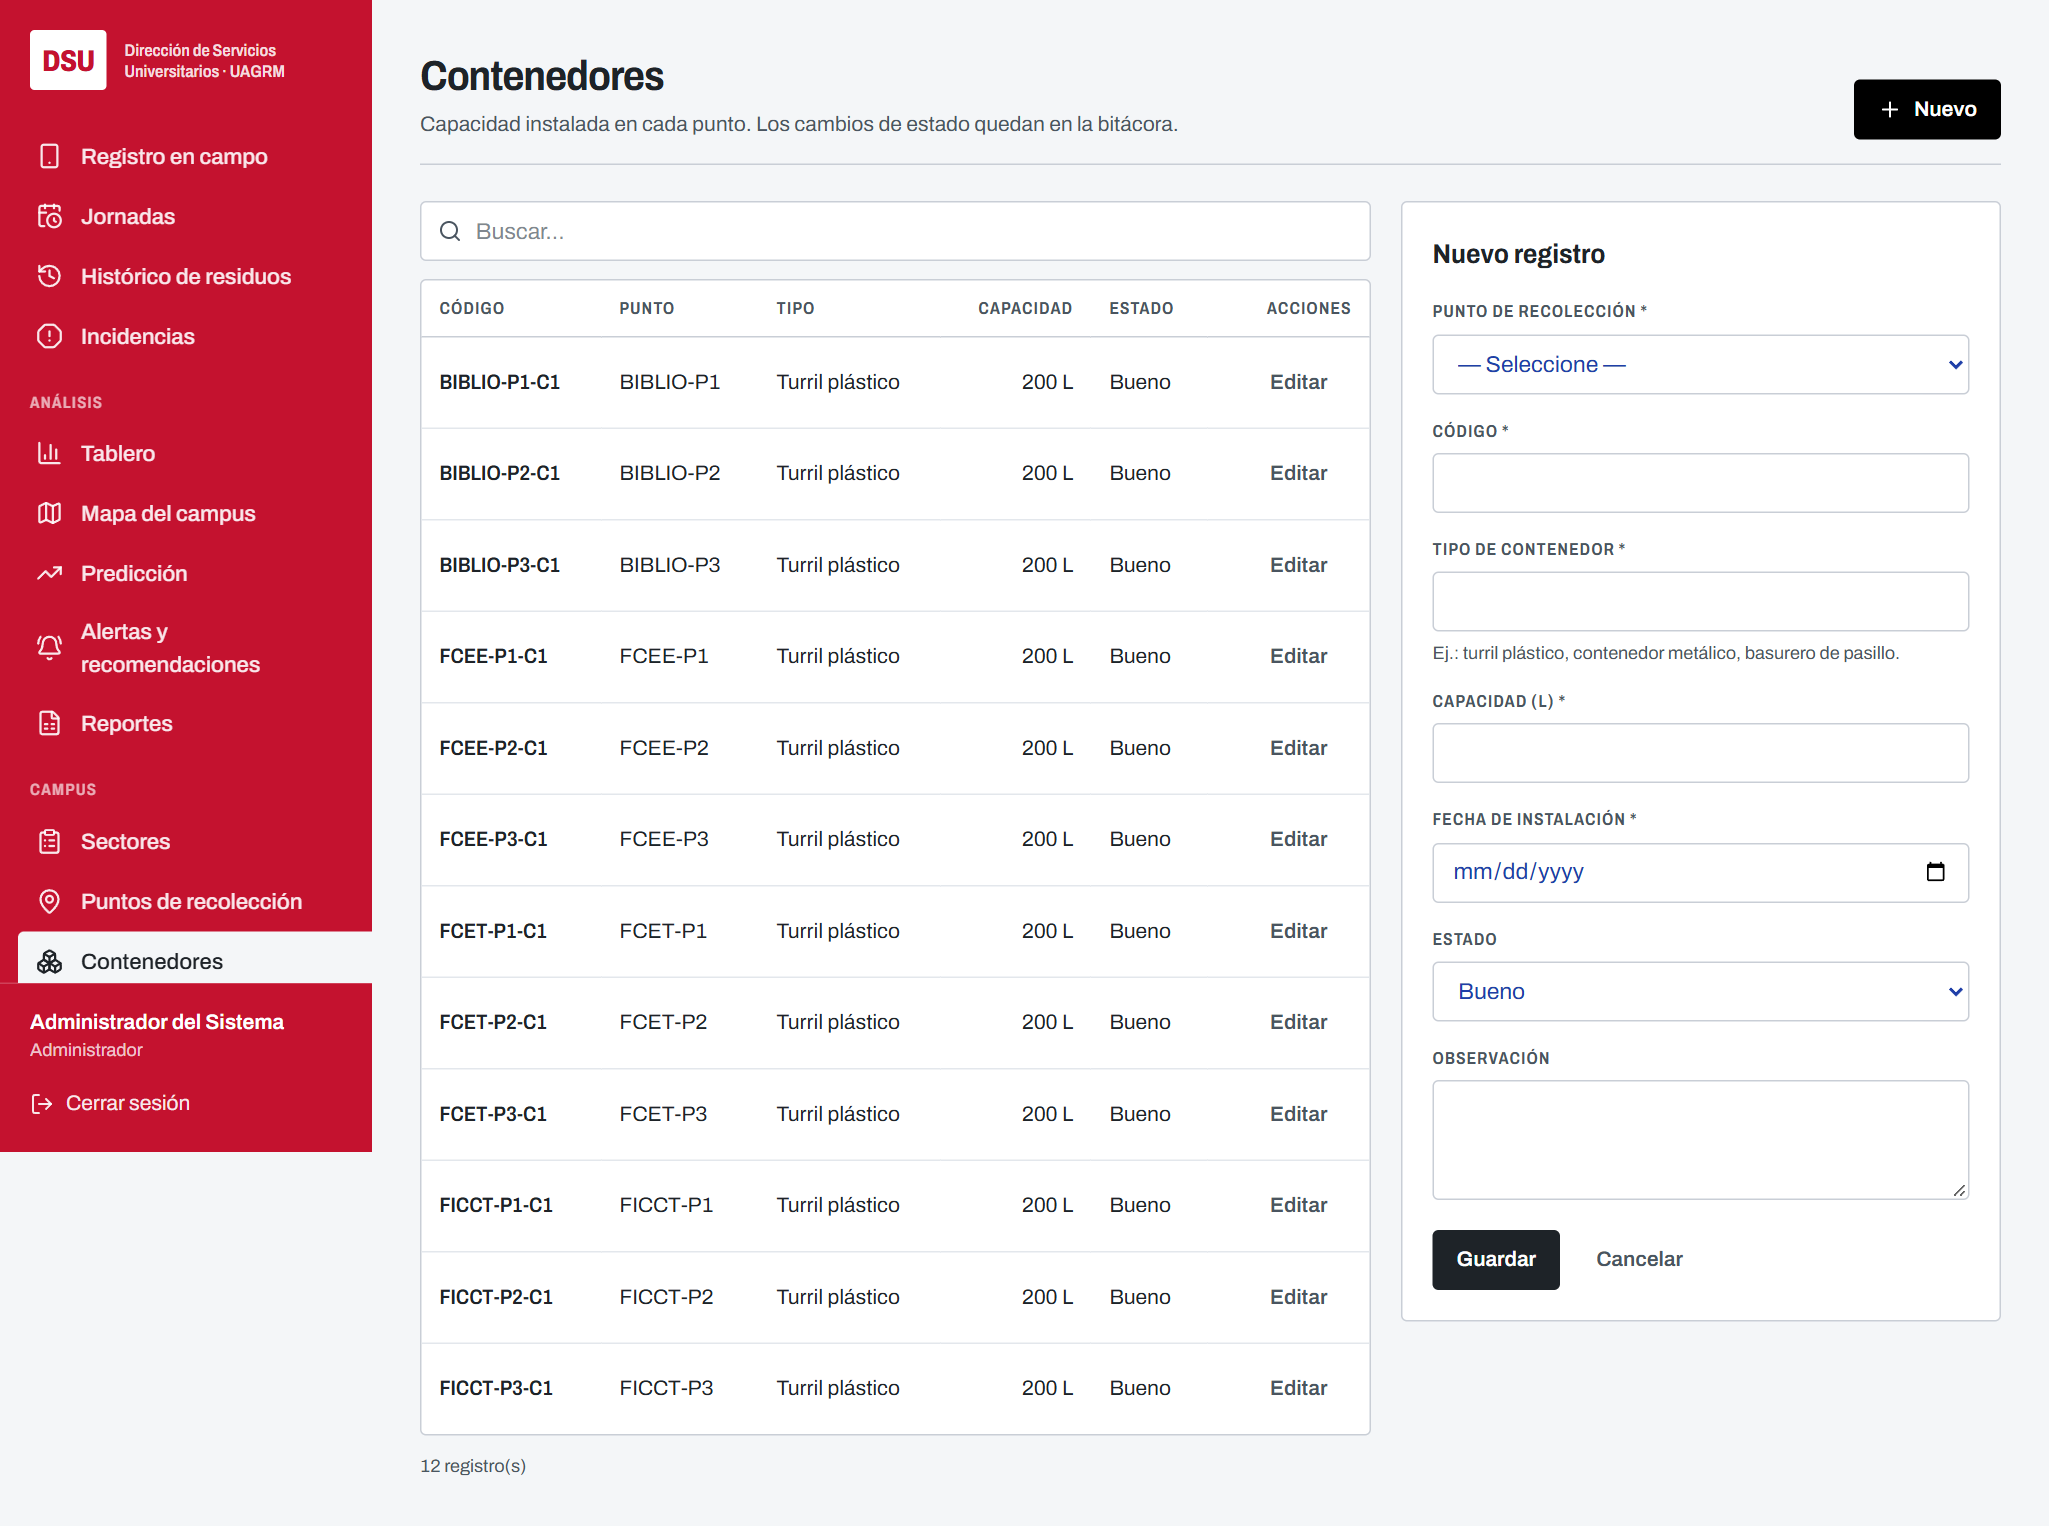 DSU
Dirección de Servicios
Universitarios · UAGRM
Registro en campo
Jornadas
Histórico de residuos
Incidencias
ANÁLISIS
Tablero
Mapa del campus
Predicción
Alertas y
recomendaciones
Reportes
CAMPUS
Sectores
Puntos de recolección
Contenedores
Administrador del Sistema
Administrador
Cerrar sesión
Contenedores
Capacidad instalada en cada punto. Los cambios de estado quedan en la bitácora.
Nuevo
Buscar...
CÓDIGO PUNTO TIPO CAPACIDAD ESTADO ACCIONES
BIBLIO-P1-C1 BIBLIO-P1 Turril plástico 200 L Bueno Editar
BIBLIO-P2-C1 BIBLIO-P2 Turril plástico 200 L Bueno Editar
BIBLIO-P3-C1 BIBLIO-P3 Turril plástico 200 L Bueno Editar
FCEE-P1-C1 FCEE-P1 Turril plástico 200 L Bueno Editar
FCEE-P2-C1 FCEE-P2 Turril plástico 200 L Bueno Editar
FCEE-P3-C1 FCEE-P3 Turril plástico 200 L Bueno Editar
FCET-P1-C1 FCET-P1 Turril plástico 200 L Bueno Editar
FCET-P2-C1 FCET-P2 Turril plástico 200 L Bueno Editar
FCET-P3-C1 FCET-P3 Turril plástico 200 L Bueno Editar
FICCT-P1-C1 FICCT-P1 Turril plástico 200 L Bueno Editar
FICCT-P2-C1 FICCT-P2 Turril plástico 200 L Bueno Editar
FICCT-P3-C1 FICCT-P3 Turril plástico 200 L Bueno Editar
12 registro(s)
Nuevo registro
PUNTO DE RECOLECCIÓN *
— Seleccione —
CÓDIGO *
TIPO DE CONTENEDOR *
Ej.: turril plástico, contenedor metálico, basurero de pasillo.
CAPACIDAD (L) *
FECHA DE INSTALACIÓN *
mm/dd/yyyy
ESTADO
Bueno
OBSERVACIÓN
Guardar
Cancelar